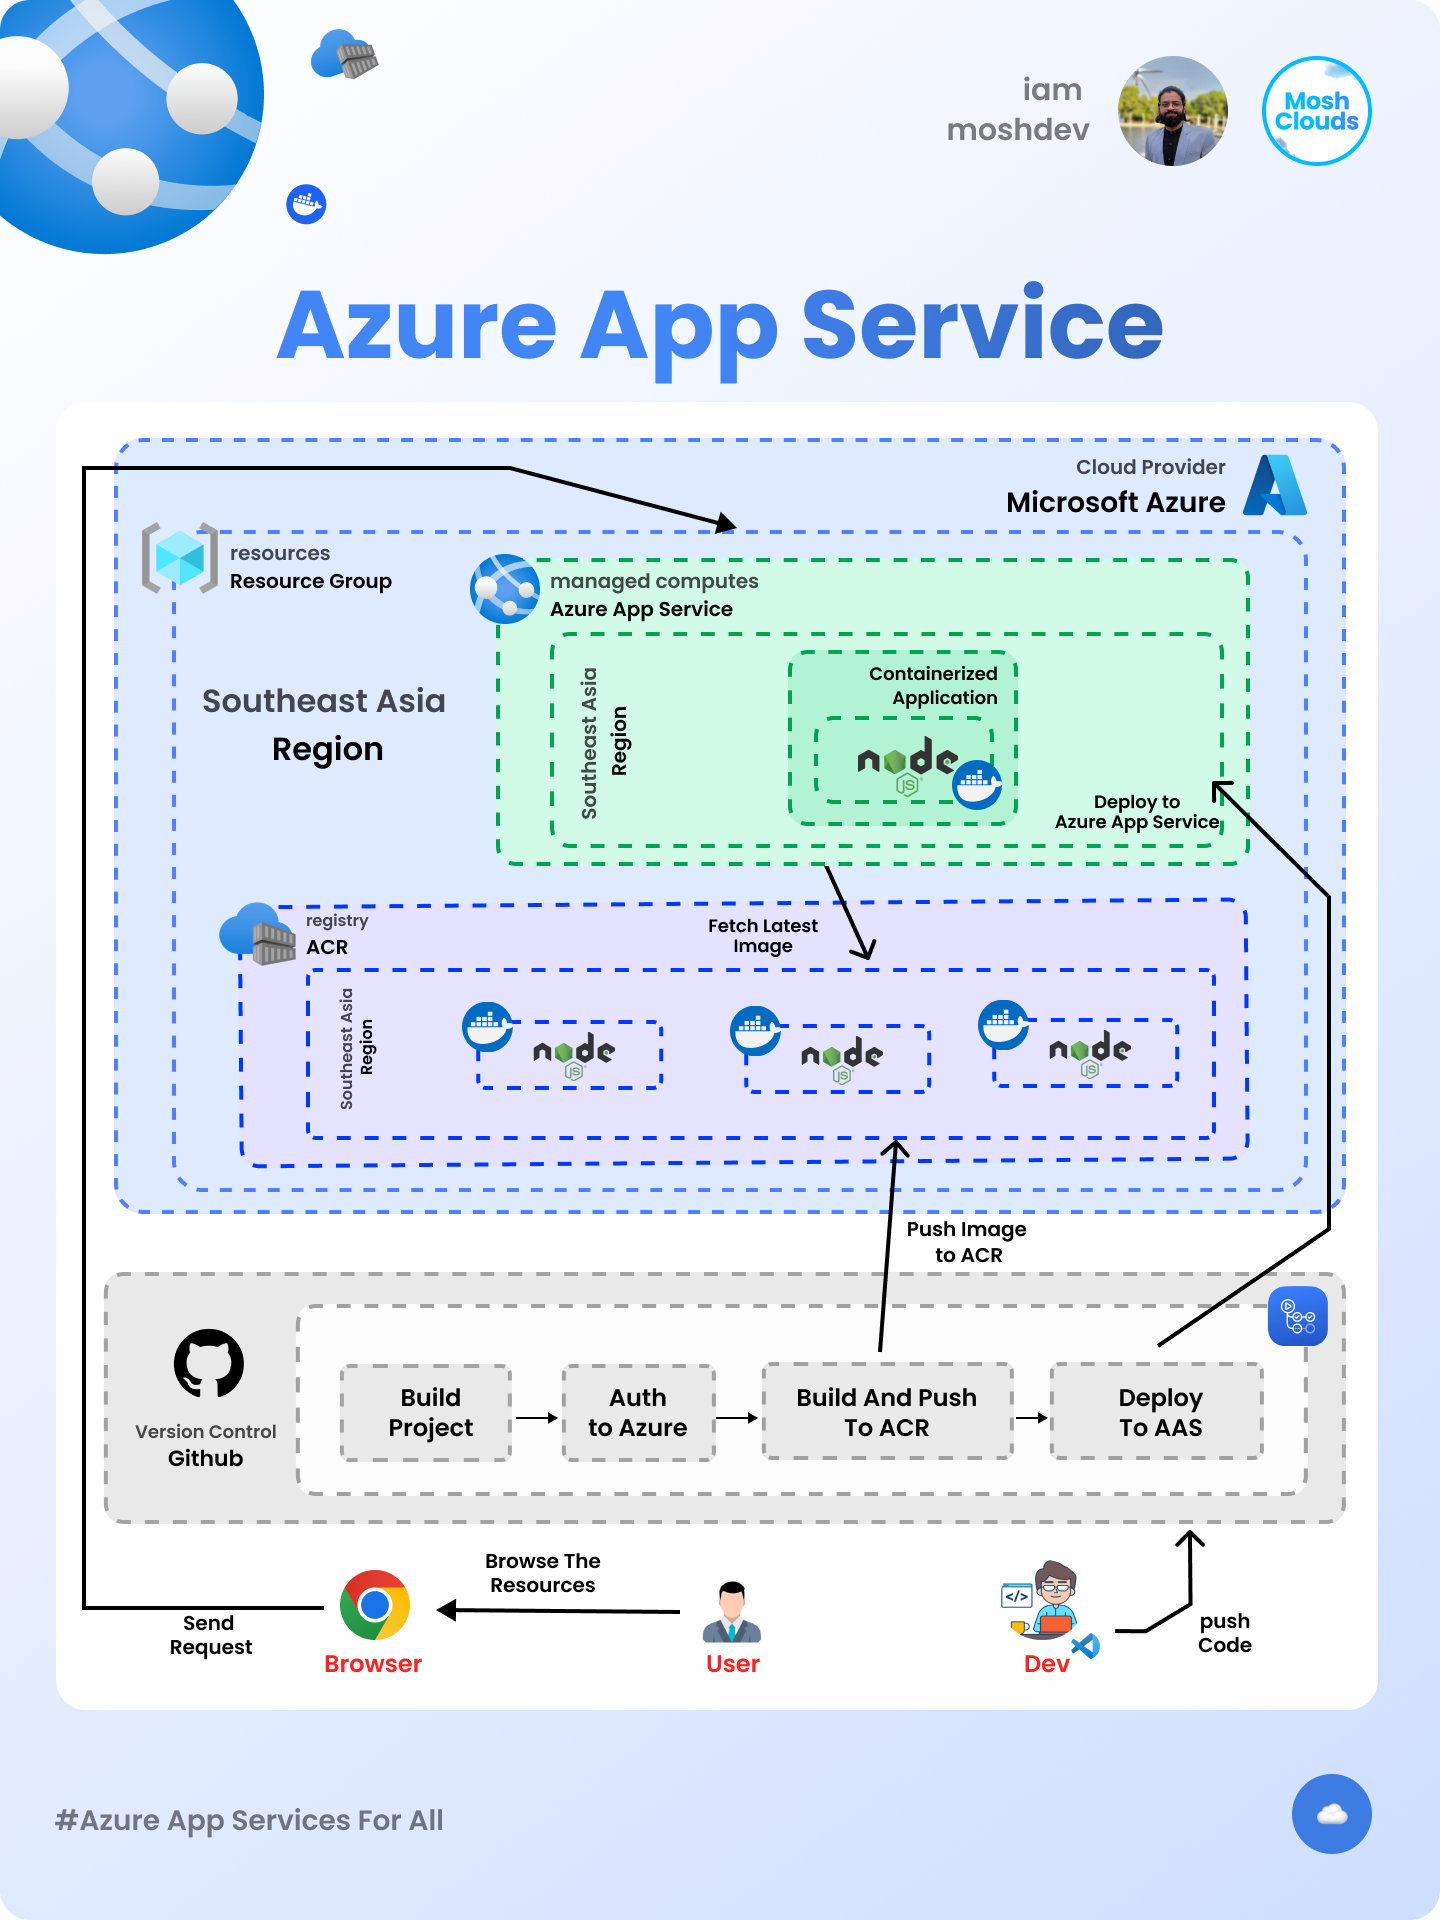 iam
moshdev
Mosh
Clouds
Azure App Service
Cloud Provider
Microsoft Azure
resources
Resource Group
managed computes
Azure App Service
Southeast Asia
Region
Southeast Asia
Region
Containerized
Application
node
JS
Deploy to
Azure App Service
registry
ACR
Fetch Latest
Image
Southeast Asia
Region
node
JS
node
JS
node
JS
Push Image
to ACR
Version Control
Github
Build
Project
Auth
to Azure
Build And Push
To ACR
Deploy
To AAS
Browse The
Resources
Send
Request
Browser
User
</>
Dev
push
Code
#Azure App Services For All